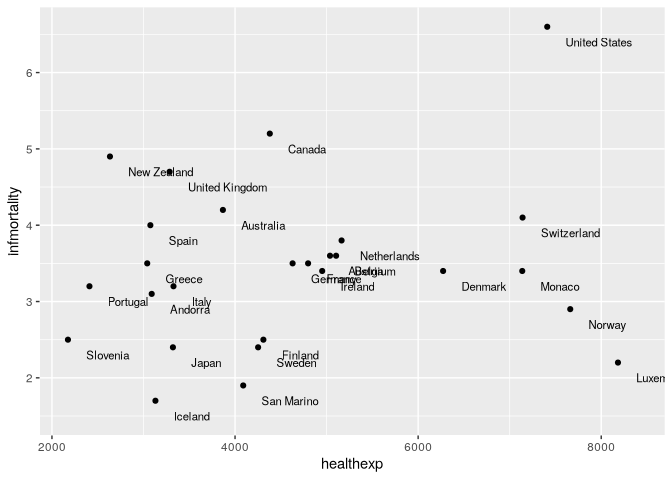 United States
6
Canada
5
New Zealand
United Kingdom
Australia
4
Switzerland
Spain
Netherlands
Austria
Belgium
Greece
Germany
France
Ireland
Denmark
Monaco
3
Portugal
Italy
Andorra
Norway
Slovenia
Finland
Japan
Sweden
Luxem
2
San Marino
Iceland
2000
4000
6000
8000
healthexp
infmortality